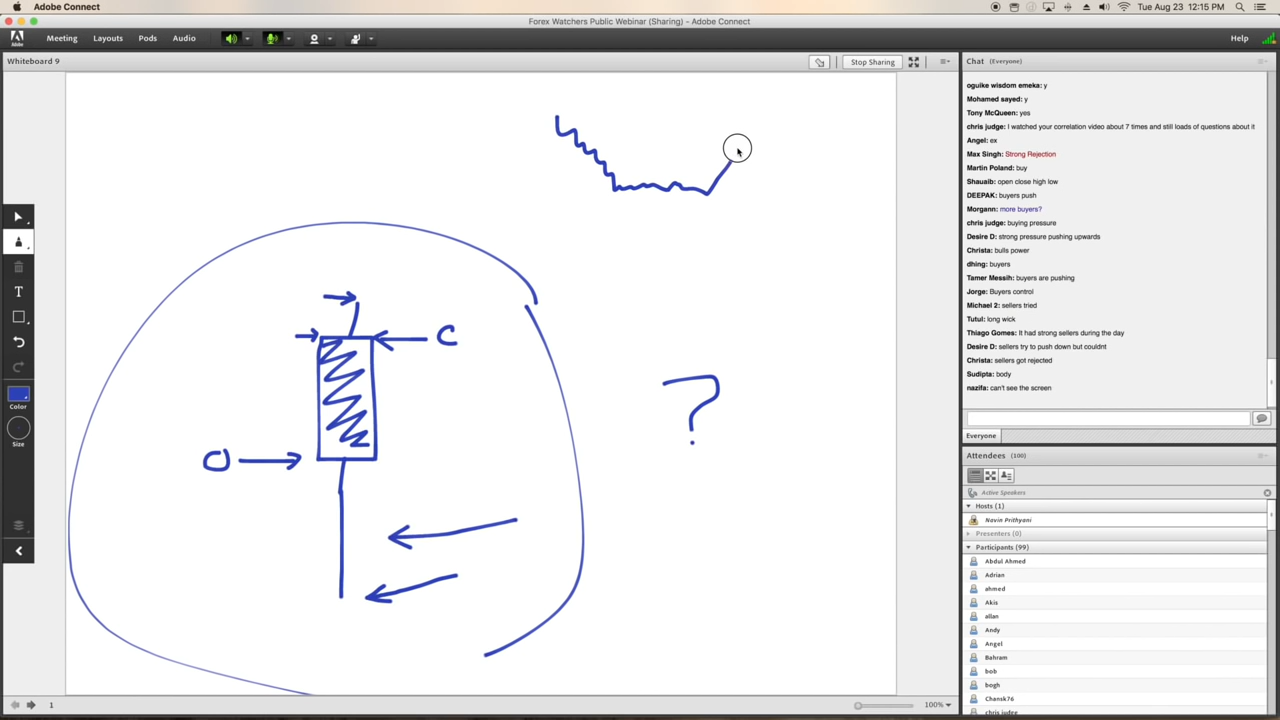 Adobe Connect
Tue Aug 23 12:15 PM
Forex Watchers Public Webinar (Sharing) - Adobe Connect
Meeting Layouts Pods Audio
Help
Whiteboard 9
Stop Sharing
C
O
?
Color
Size
1
100%
Chat (Everyone)
oguike wisdom emeka: y
Mohamed sayed: y
Tony McQueen: yes
chris judge: I watched your correlation video about 7 times and still loads of questions about it
Angel: ex
Max Singh: Strong Rejection
Martin Poland: buy
Shauaib: open close high low
DEEPAK: buyers push
Morgann: more buyers?
chris judge: buying pressure
Desire D: strong pressure pushing upwards
Christa: bulls power
dhing: buyers
Tamer Messih: buyers are pushing
Jorge: Buyers control
Michael 2: sellers tried
Tutul: long wick
Thiago Gomes: It had strong sellers during the day
Desire D: sellers try to push down but couldnt
Christa: sellers got rejected
Sudipta: body
nazifa: can't see the screen
Everyone
Attendees (100)
Active Speakers
Hosts (1)
Navin Prithyani
Presenters (0)
Participants (99)
Abdul Ahmed
Adrian
ahmed
Akis
allan
Andy
Angel
Bahram
bob
bogh
Chansk76
chris judge